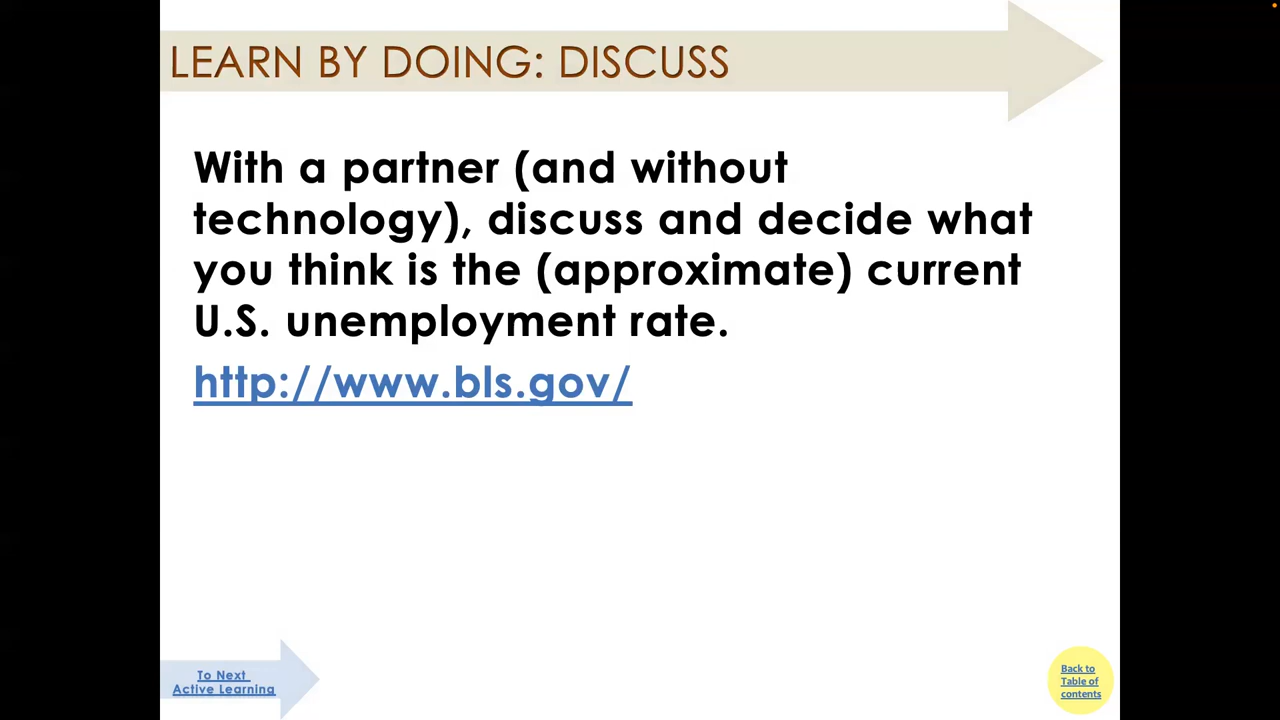 LEARN BY DOING: DISCUSS
With a partner (and without
technology), discuss and decide what
you think is the (approximate) current
U.S. unemployment rate.
http://www.bls.gov/
To Next
Active Learning
Back to
Table of
contents